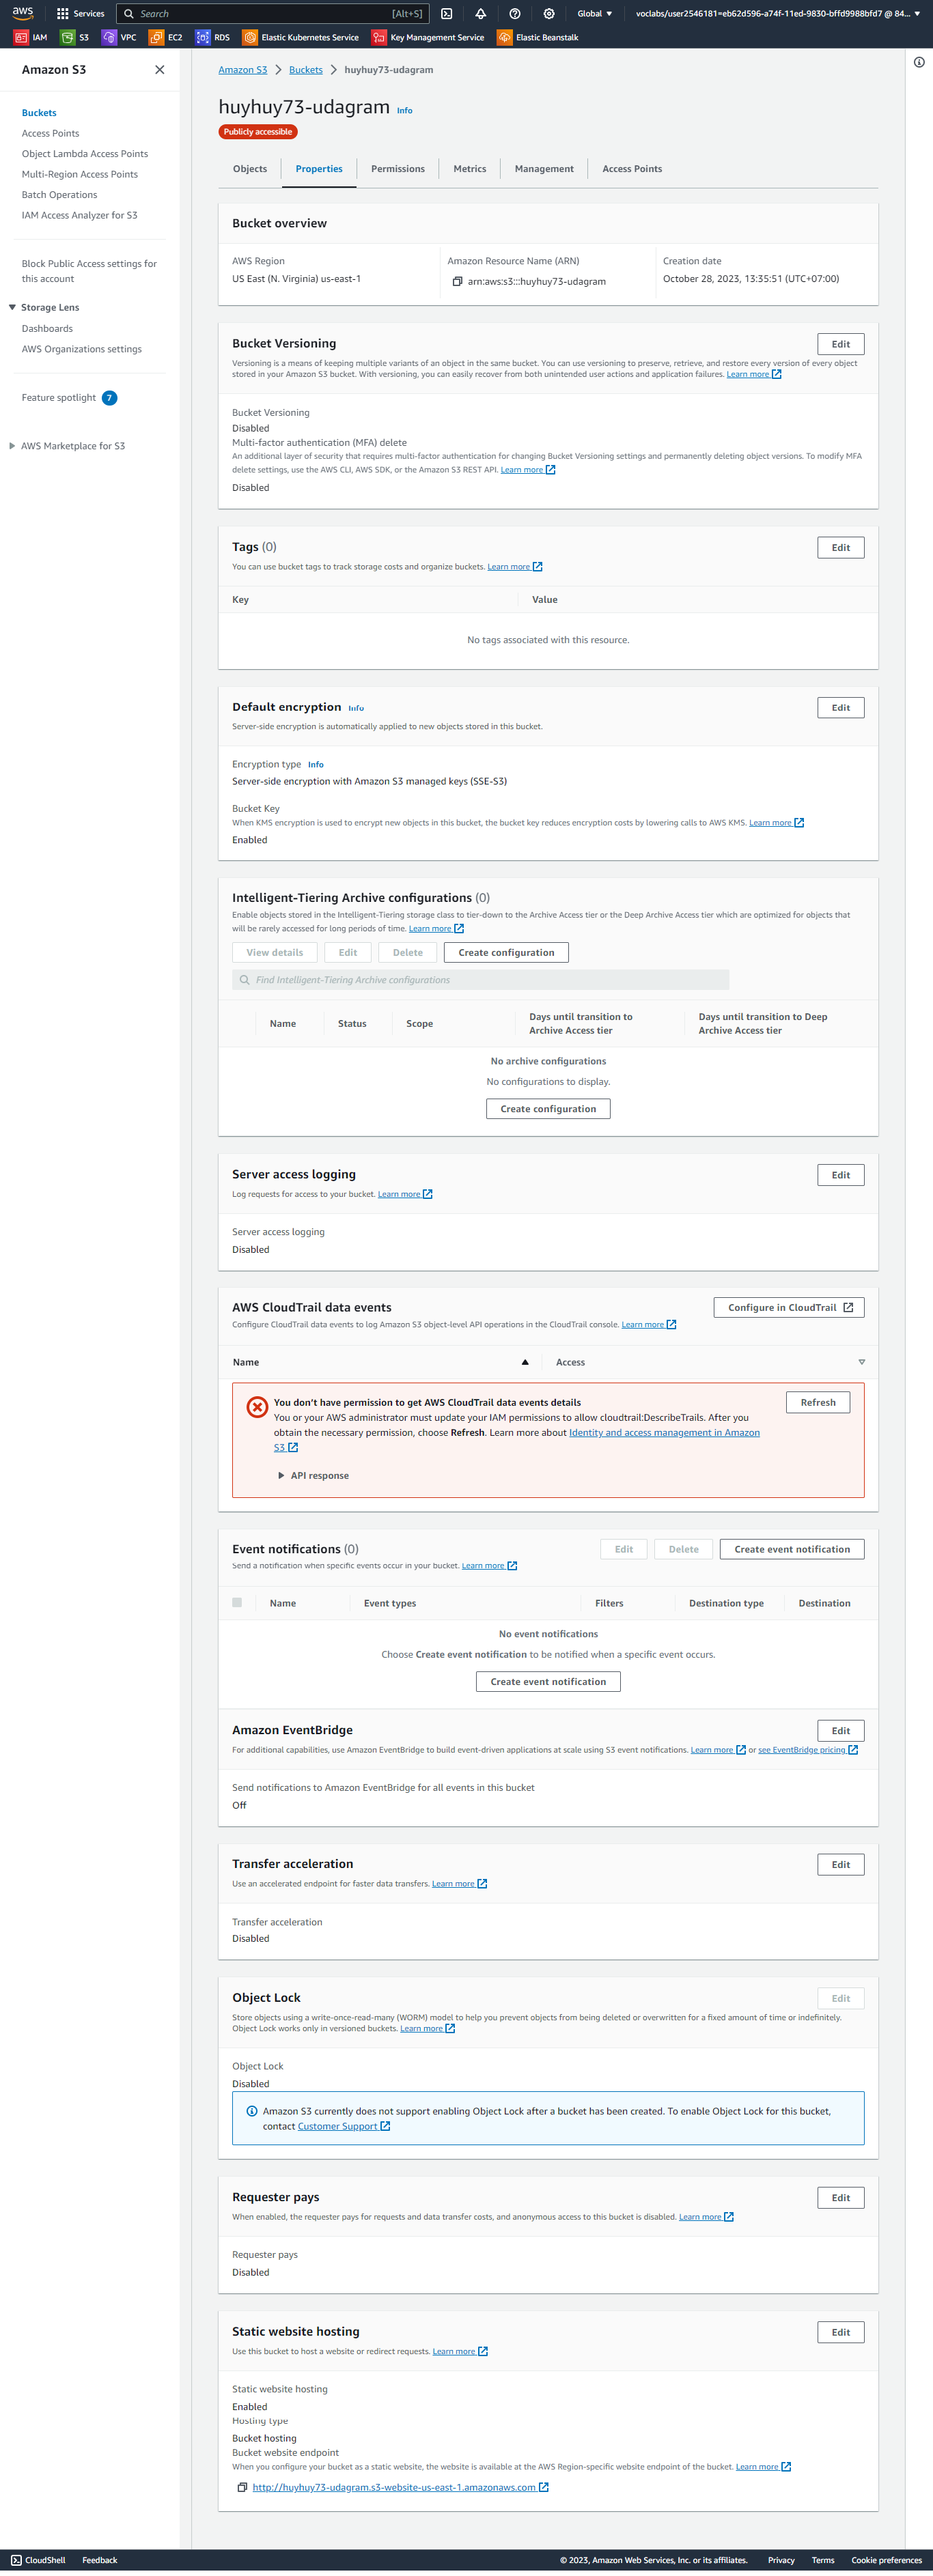 aws
Services
Search
[Alt+S]
Global
voclabs/user2546181=eb62d596-a74f-11ed-9830-bffd9988bfd7 @ 84...
IAM
S3
VPC
EC2
RDS
Elastic Kubernetes Service
Key Management Service
Elastic Beanstalk
Amazon S3
Buckets
Access Points
Object Lambda Access Points
Multi-Region Access Points
Batch Operations
IAM Access Analyzer for S3
Block Public Access settings for
this account
Storage Lens
Dashboards
AWS Organizations settings
Feature spotlight 7
AWS Marketplace for S3
Amazon S3 > Buckets > huyhuy73-udagram
huyhuy73-udagram Info
Publicly accessible
Objects
Properties
Permissions
Metrics
Management
Access Points
Bucket overview
AWS Region
US East (N. Virginia) us-east-1
Amazon Resource Name (ARN)
arn:aws:s3:::huyhuy73-udagram
Creation date
October 28, 2023, 13:35:51 (UTC+07:00)
Bucket Versioning
Edit
Versioning is a means of keeping multiple variants of an object in the same bucket. You can use versioning to preserve, retrieve, and restore every version of every object
stored in your Amazon S3 bucket. With versioning, you can easily recover from both unintended user actions and application failures. Learn more
Bucket Versioning
Disabled
Multi-factor authentication (MFA) delete
An additional layer of security that requires multi-factor authentication for changing Bucket Versioning settings and permanently deleting object versions. To modify MFA
delete settings, use the AWS CLI, AWS SDK, or the Amazon S3 REST API. Learn more
Disabled
Tags (0)
Edit
You can use bucket tags to track storage costs and organize buckets. Learn more
Key
Value
No tags associated with this resource.
Default encryption Info
Edit
Server-side encryption is automatically applied to new objects stored in this bucket.
Encryption type Info
Server-side encryption with Amazon S3 managed keys (SSE-S3)
Bucket Key
When KMS encryption is used to encrypt new objects in this bucket, the bucket key reduces encryption costs by lowering calls to AWS KMS. Learn more
Enabled
Intelligent-Tiering Archive configurations (0)
Enable objects stored in the Intelligent-Tiering storage class to tier-down to the Archive Access tier or the Deep Archive Access tier which are optimized for objects that
will be rarely accessed for long periods of time. Learn more
View details
Edit
Delete
Create configuration
Find Intelligent-Tiering Archive configurations
Name
Status
Scope
Days until transition to
Archive Access tier
Days until transition to Deep
Archive Access tier
No archive configurations
No configurations to display.
Create configuration
Server access logging
Edit
Log requests for access to your bucket. Learn more
Server access logging
Disabled
AWS CloudTrail data events
Configure in CloudTrail
Configure CloudTrail data events to log Amazon S3 object-level API operations in the CloudTrail console. Learn more
Name
Access
You don't have permission to get AWS CloudTrail data events details
Refresh
You or your AWS administrator must update your IAM permissions to allow cloudtrail:DescribeTrails. After you
obtain the necessary permission, choose Refresh. Learn more about Identity and access management in Amazon
S3
API response
Event notifications (0)
Edit
Delete
Create event notification
Send a notification when specific events occur in your bucket. Learn more
Name
Event types
Filters
Destination type
Destination
No event notifications
Choose Create event notification to be notified when a specific event occurs.
Create event notification
Amazon EventBridge
Edit
For additional capabilities, use Amazon EventBridge to build event-driven applications at scale using S3 event notifications. Learn more or see EventBridge pricing
Send notifications to Amazon EventBridge for all events in this bucket
Off
Transfer acceleration
Edit
Use an accelerated endpoint for faster data transfers. Learn more
Transfer acceleration
Disabled
Object Lock
Edit
Store objects using a write-once-read-many (WORM) model to help you prevent objects from being deleted or overwritten for a fixed amount of time or indefinitely.
Object Lock works only in versioned buckets. Learn more
Object Lock
Disabled
Amazon S3 currently does not support enabling Object Lock after a bucket has been created. To enable Object Lock for this bucket,
contact Customer Support
Requester pays
Edit
When enabled, the requester pays for requests and data transfer costs, and anonymous access to this bucket is disabled. Learn more
Requester pays
Disabled
Static website hosting
Edit
Use this bucket to host a website or redirect requests. Learn more
Static website hosting
Enabled
Hosting type
Bucket hosting
Bucket website endpoint
When you configure your bucket as a static website, the website is available at the AWS Region-specific website endpoint of the bucket. Learn more
http://huyhuy73-udagram.s3-website-us-east-1.amazonaws.com
CloudShell
Feedback
© 2023, Amazon Web Services, Inc. or its affiliates.
Privacy
Terms
Cookie preferences